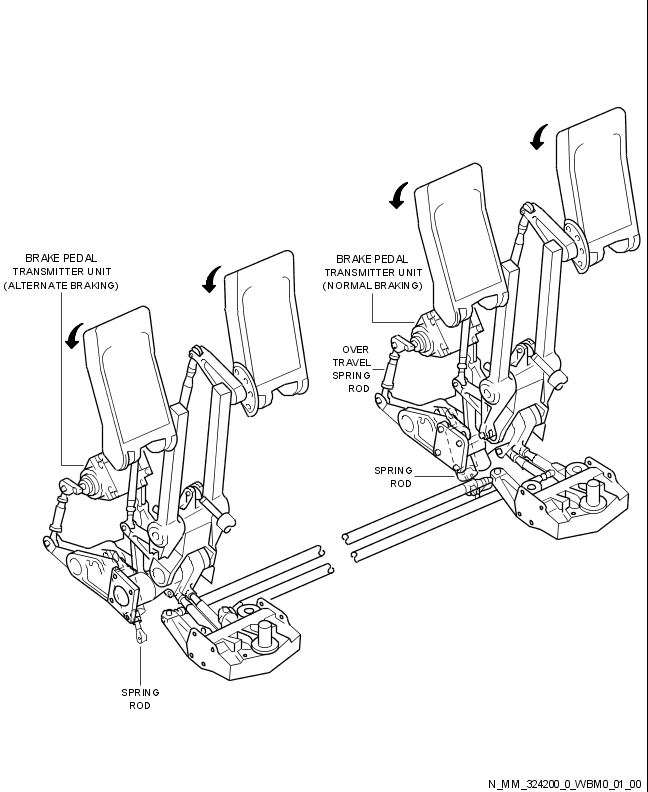 BRAKE PEDAL
TRANSMITTER UNIT
(ALTERNATE BRAKING)
BRAKE PEDAL
TRANSMITTER UNIT
(NORMAL BRAKING)
OVER
TRAVEL
SPRING
ROD
SPRING
ROD
SPRING
ROD
N_MM_324200_0_WBM0_01_00